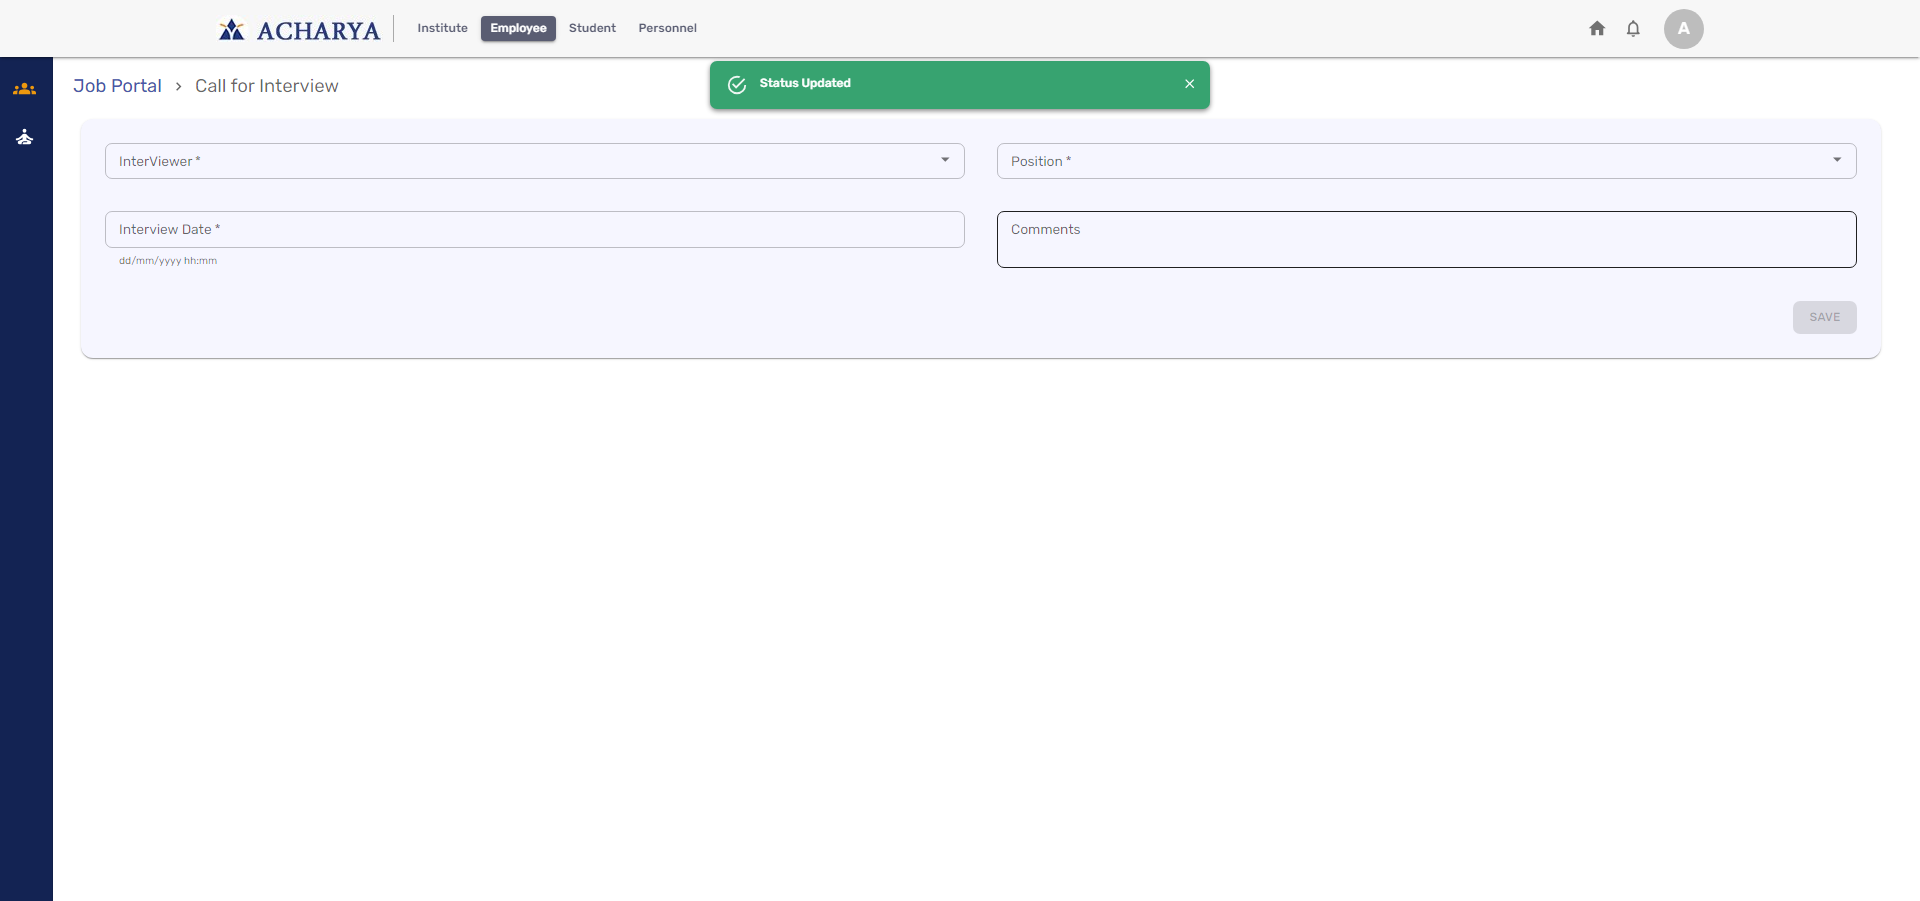 ACHARYA
Institute
Employee
Student
Personnel
A
Job Portal › Call for Interview
Status Updated
InterViewer *
Position *
Interview Date *
dd/mm/yyyy hh:mm
Comments
SAVE